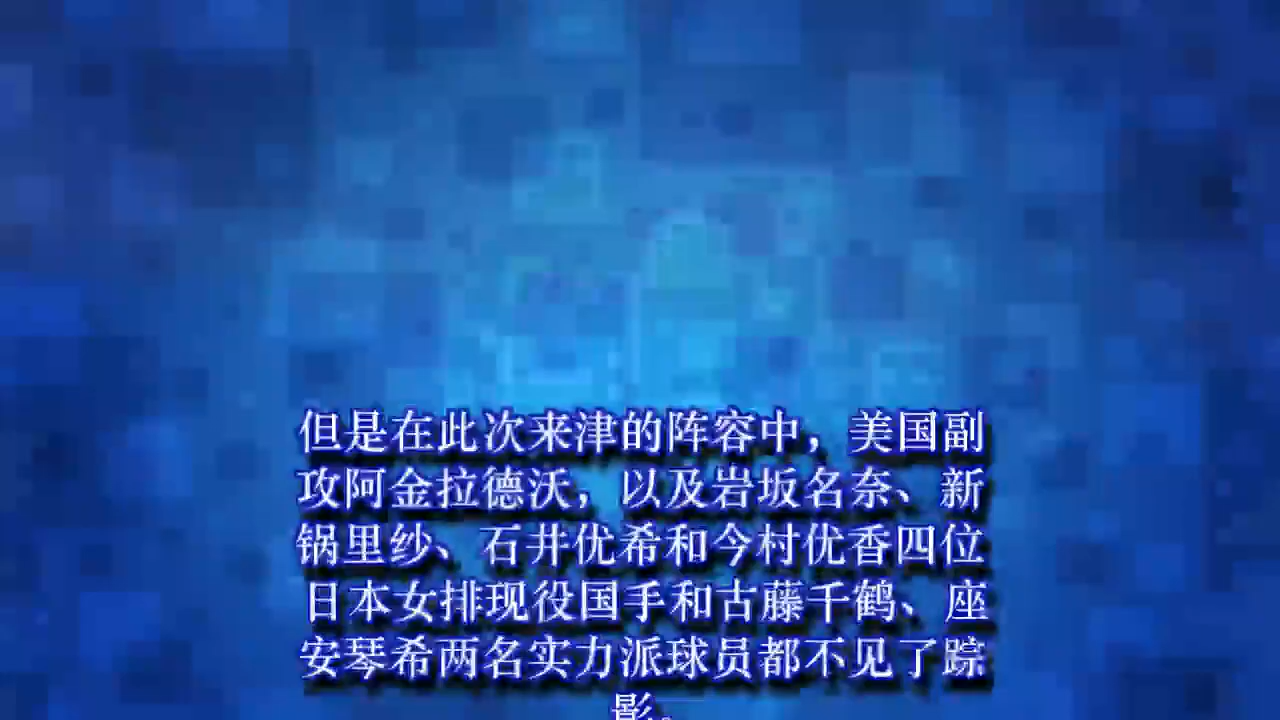 但是在此次来津的阵容中，美国副
攻阿金拉德沃，以及岩坂名奈、新
锅里纱、石井优希和今村优香四位
日本女排现役国手和古藤千鹤、座
安琴希两名实力派球员都不见了踪
影。